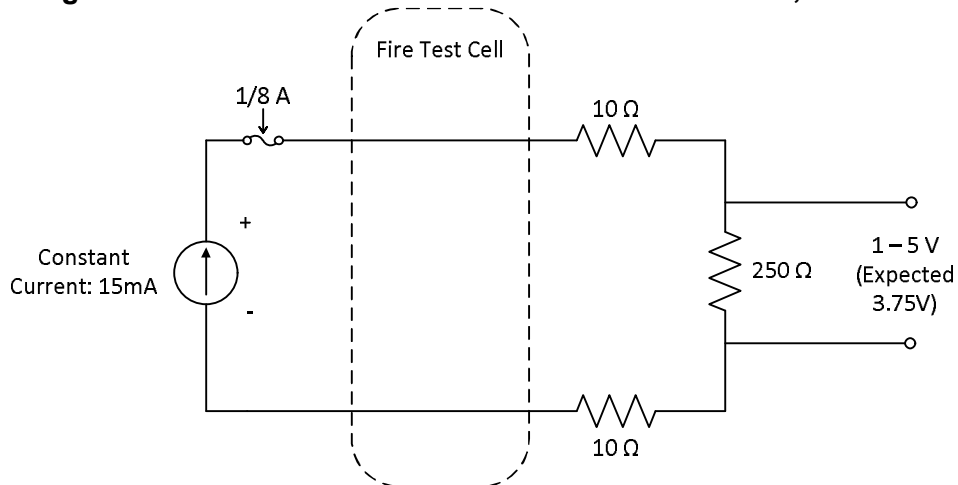 Fire Test Cell
1/8 A
10 Ω
+
Constant
Current: 15mA
-
250 Ω
1 – 5 V
(Expected
3.75V)
10 Ω